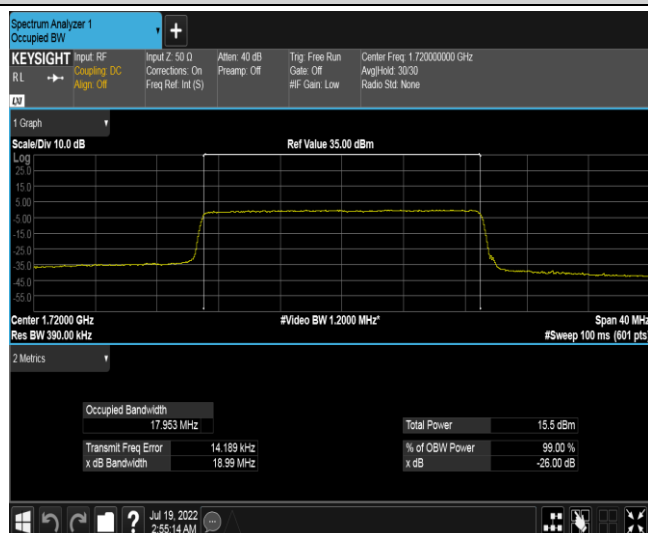 Spectrum Analyzer 1
Occupied BW
KEYSIGHT
RL
Input: RF
Coupling: DC
Align: Off
Input Z: 50 Ω
Corrections: On
Freq Ref: Int (S)
Atten: 40 dB
Preamp: Off
Trig: Free Run
Gate: Off
#IF Gain: Low
Center Freq: 1.720000000 GHz
Avg|Hold: 30/30
Radio Std: None
LXI
1 Graph
Scale/Div 10.0 dB
Ref Value 35.00 dBm
Log
25.0
15.0
5.00
-5.00
-15.0
-25.0
-35.0
-45.0
-55.0
Center 1.72000 GHz
#Video BW 1.2000 MHz*
Span 40 MHz
Res BW 390.00 kHz
#Sweep 100 ms (601 pts)
2 Metrics
Occupied Bandwidth
17.953 MHz
Total Power 15.5 dBm
Transmit Freq Error 14.189 kHz
% of OBW Power 99.00 %
x dB Bandwidth 18.99 MHz
x dB -26.00 dB
?
Jul 19, 2022
2:55:14 AM